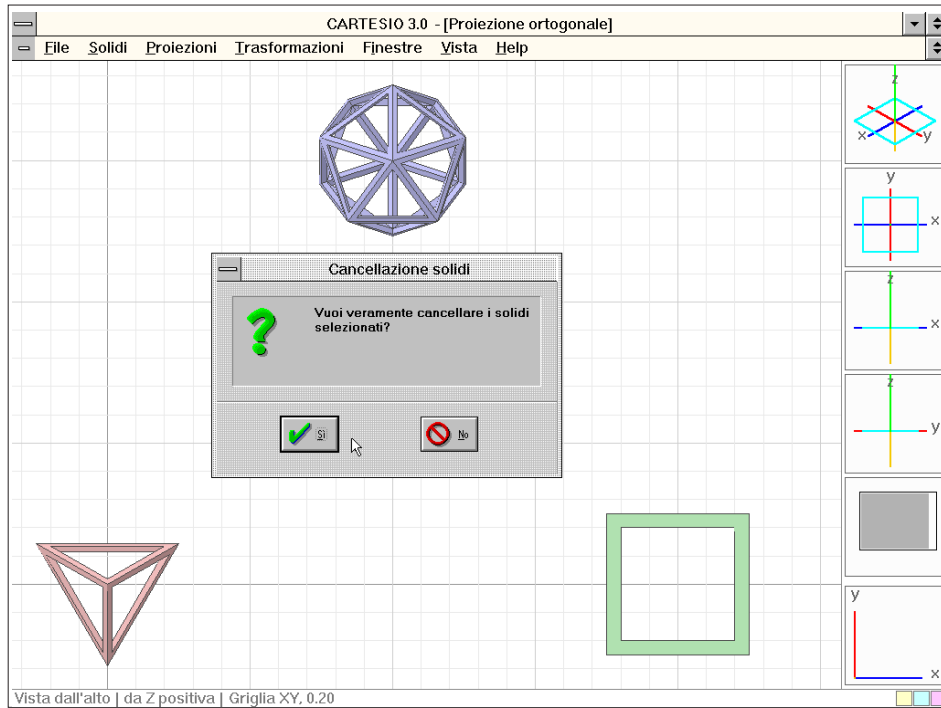 CARTESIO 3.0 - [Proiezione ortogonale]
File Solidi Proiezioni Trasformazioni Finestre Vista Help
z
x y
y
x
z
x
z
y
Cancellazione solidi
Vuoi veramente cancellare i solidi
selezionati?
Sì No
y
x
Vista dall'alto | da Z positiva | Griglia XY, 0.20